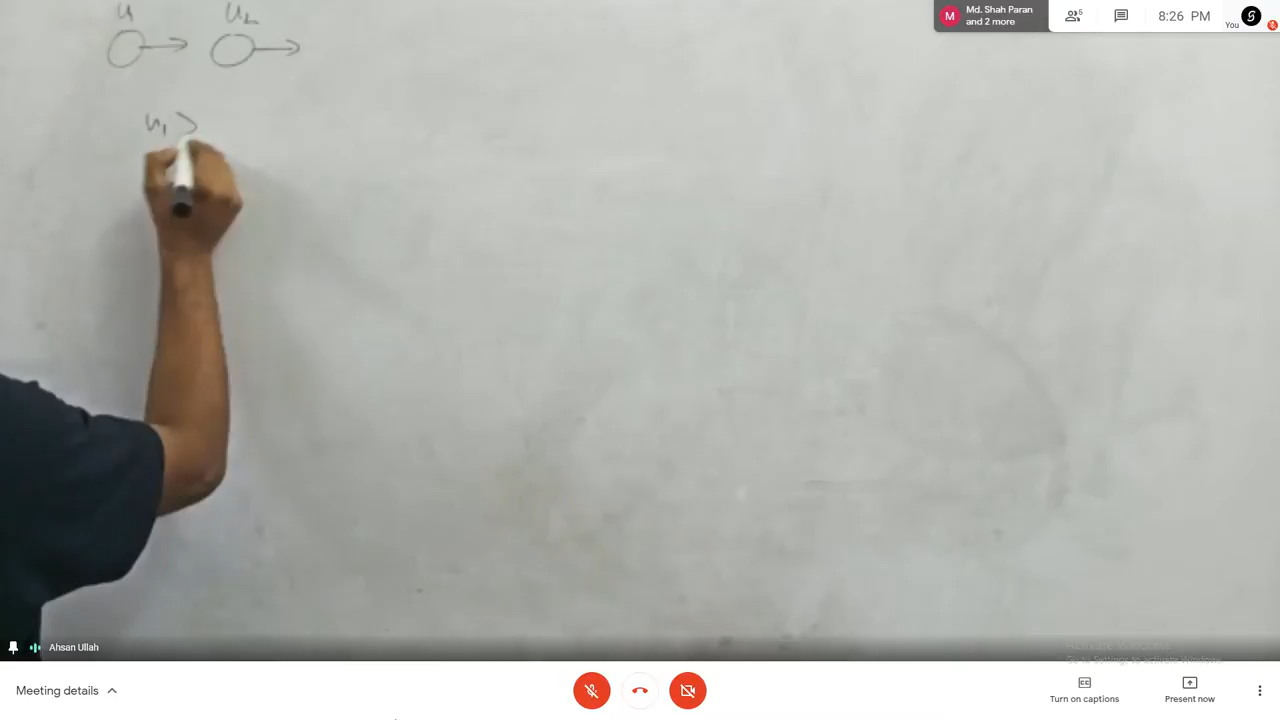 u₁ u₂
u₁ >
Md. Shah Paran
and 2 more
M
5
8:26 PM
You
Ahsan Ullah
Meeting details
Turn on captions
Present now